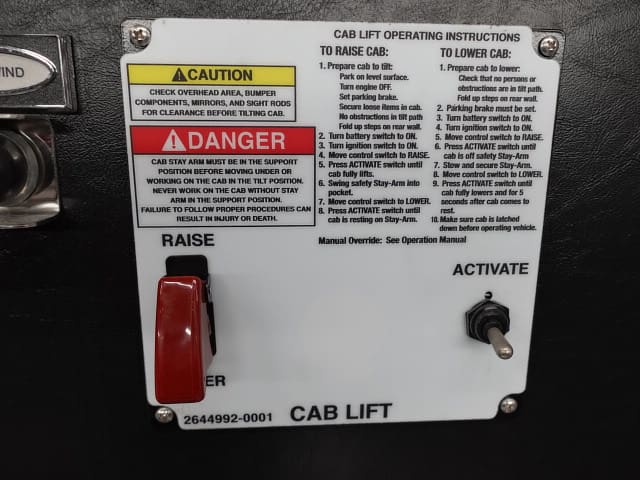 WIND
CAUTION
CHECK OVERHEAD AREA, BUMPER
COMPONENTS, MIRRORS, AND SIGHT RODS
FOR CLEARANCE BEFORE TILTING CAB.
DANGER
CAB STAY ARM MUST BE IN THE SUPPORT
POSITION BEFORE MOVING UNDER OR
WORKING ON THE CAB IN THE TILT POSITION.
NEVER WORK ON THE CAB WITHOUT STAY
ARM IN THE SUPPORT POSITION.
FAILURE TO FOLLOW PROPER PROCEDURES CAN
RESULT IN INJURY OR DEATH.
CAB LIFT OPERATING INSTRUCTIONS
TO RAISE CAB:
1. Prepare cab to tilt:
Park on level surface.
Turn engine OFF.
Set parking brake.
Secure loose items in cab.
No obstructions in tilt path
Fold up steps on rear wall.
2. Turn battery switch to ON.
3. Turn ignition switch to ON.
4. Move control switch to RAISE.
5. Press ACTIVATE switch until
cab fully lifts.
6. Swing safety Stay-Arm into
pocket.
7. Move control switch to LOWER.
8. Press ACTIVATE switch until
cab is resting on Stay-Arm.
TO LOWER CAB:
1. Prepare cab to lower:
Check that no persons or
obstructions are in tilt path.
Fold up steps on rear wall.
2. Parking brake must be set.
3. Turn battery switch to ON.
4. Turn ignition switch to ON.
5. Move control switch to RAISE.
6. Press ACTIVATE switch until
cab is off safety Stay-Arm
7. Stow and secure Stay-Arm.
8. Move control switch to LOWER.
9. Press ACTIVATE switch until
cab fully lowers and for 5
seconds after cab comes to
rest.
10. Make sure cab is latched
down before operating vehicle.
Manual Override: See Operation Manual
RAISE
ACTIVATE
ER
2644992-0001
CAB LIFT